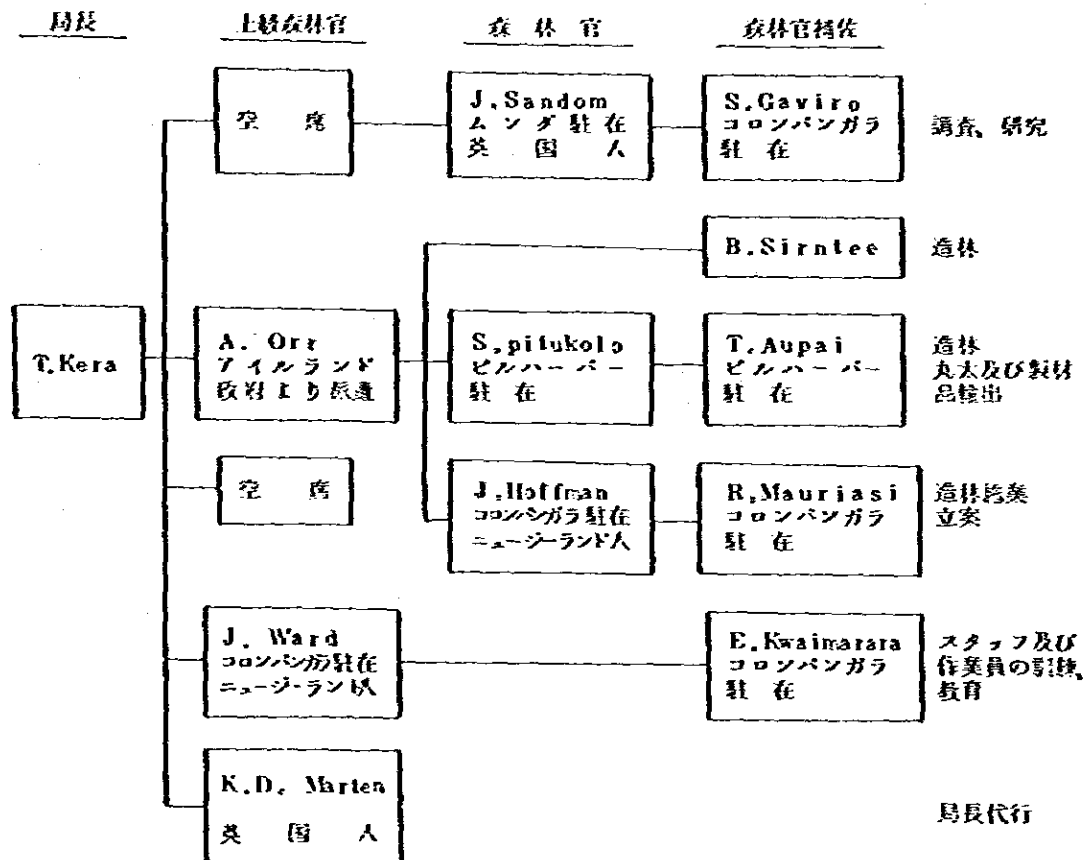 局長 上級森林官 森林官 森林官補佐
空席
J.Sandom
ムンダ駐在
英国人
S.Gaviro
コロンバンガラ
駐在
調査、研究
B.Sirntee
造林
T.Kera
A. Orr
アイルランド
政府より派遣
S.pitukolo
ビルハーバー
駐在
T.Aupai
ビルハーバー
駐在
造林
丸太及び製材
品輸出
空席
J.Hoffman
コロンバンガラ駐在
ニュージーランド人
R.Mauriasi
コロンバンガラ
駐在
造林
立案
J. Ward
コロンバンガラ駐在
ニュージーランド人
E.Kwaimarara
コロンバンガラ
駐在
スタッフ及び
作業員の訓練、
教育
K.D. Marten
英国人
局長代行